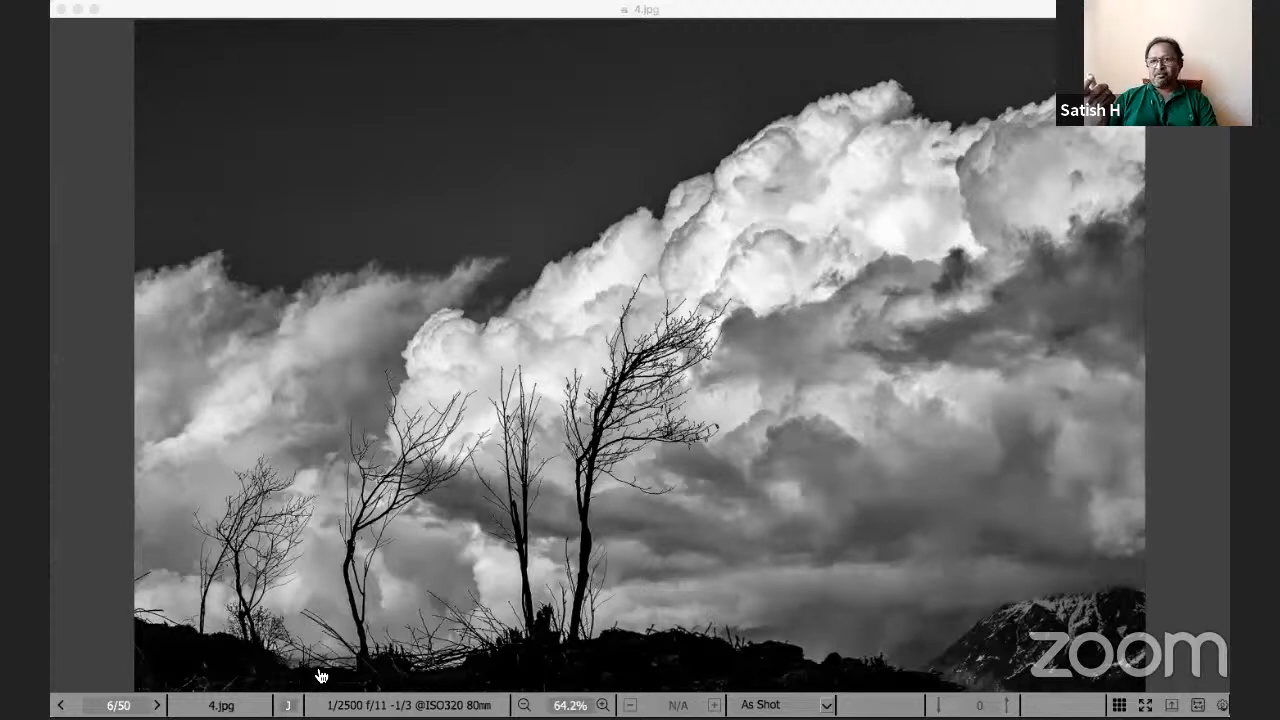 4.jpg
Satish H
zoom
6/50
4.jpg
J
1/2500 f/11 -1/3 @ISO320 80mm
64.2%
N/A
As Shot
0